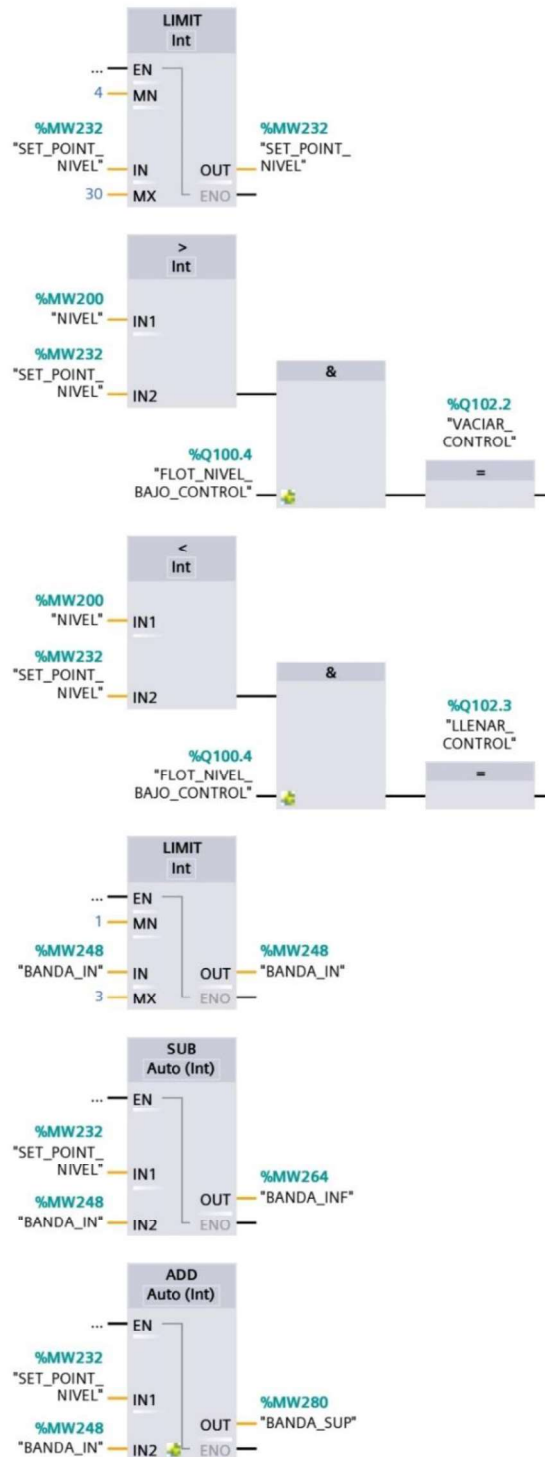 LIMIT
Int
... EN
4 MN
%MW232
"SET_POINT_
NIVEL" IN
30 MX
%MW232
"SET_POINT_
OUT NIVEL"
ENO
>
Int
%MW200
"NIVEL" IN1
%MW232
"SET_POINT_
NIVEL" IN2
&
%Q100.4
"FLOT_NIVEL_
BAJO_CONTROL"
%Q102.2
"VACIAR_
CONTROL"
=
<
Int
%MW200
"NIVEL" IN1
%MW232
"SET_POINT_
NIVEL" IN2
&
%Q100.4
"FLOT_NIVEL_
BAJO_CONTROL"
%Q102.3
"LLENAR_
CONTROL"
=
LIMIT
Int
... EN
1 MN
%MW248
"BANDA_IN" IN
3 MX
%MW248
OUT "BANDA_IN"
ENO
SUB
Auto (Int)
... EN
%MW232
"SET_POINT_
NIVEL" IN1
%MW248
"BANDA_IN" IN2
%MW264
OUT "BANDA_INF"
ENO
ADD
Auto (Int)
... EN
%MW232
"SET_POINT_
NIVEL" IN1
%MW248
"BANDA_IN" IN2
%MW280
OUT "BANDA_SUP"
ENO